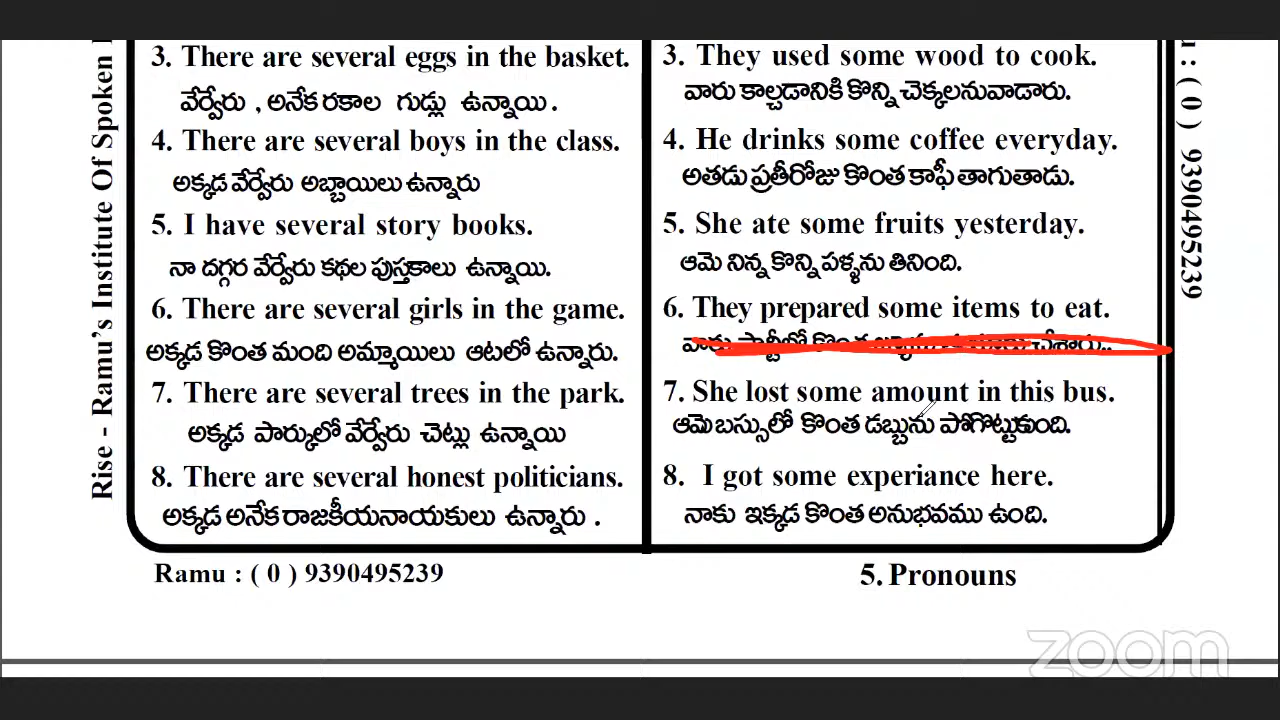 3. There are several eggs in the basket.
వేర్వేరు , అనేక రకాల గుడ్లు ఉన్నాయి .
4. There are several boys in the class.
అక్కడ వేర్వేరు అబ్బాయిలు ఉన్నారు
5. I have several story books.
నా దగ్గర వేర్వేరు కథల పుస్తకాలు ఉన్నాయి.
6. There are several girls in the game.
అక్కడ కొంత మంది అమ్మాయిలు ఆటలో ఉన్నారు.
7. There are several trees in the park.
అక్కడ పార్కులో వేర్వేరు చెట్లు ఉన్నాయి
8. There are several honest politicians.
అక్కడ అనేక రాజకీయనాయకులు ఉన్నారు .
3. They used some wood to cook.
వారు కాల్చడానికి కొన్ని చెక్కలనువాడారు.
4. He drinks some coffee everyday.
అతడు ప్రతీరోజు కొంత కాఫీ తాగుతాడు.
5. She ate some fruits yesterday.
ఆమె నిన్న కొన్ని పళ్ళను తినింది.
6. They prepared some items to eat.
వారు పార్టీలో కొంత చేశారు..
7. She lost some amount in this bus.
ఆమె బస్సులో కొంత డబ్బును పోగొట్టుకుంది.
8. I got some experiance here.
నాకు ఇక్కడ కొంత అనుభవము ఉంది.
Rise - Ramu's Institute Of Spoken
: ( 0 ) 9390495239
Ramu : ( 0 ) 9390495239
5. Pronouns
zoom